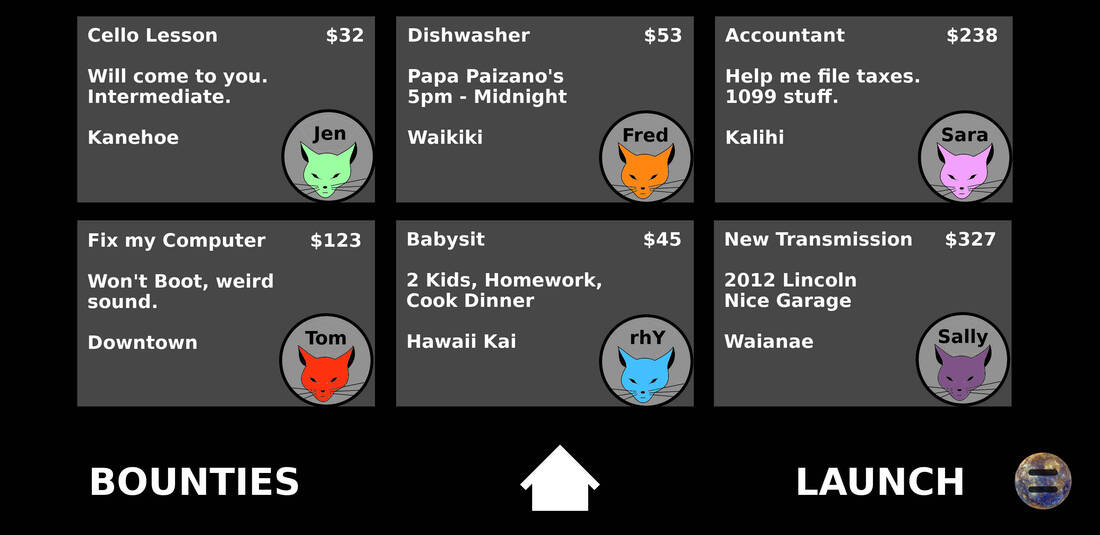 Cello Lesson $32
Will come to you.
Intermediate.
Kanehoe
Jen
Dishwasher $53
Papa Paizano's
5pm - Midnight
Waikiki
Fred
Accountant $238
Help me file taxes.
1099 stuff.
Kalihi
Sara
Fix my Computer $123
Won't Boot, weird
sound.
Downtown
Tom
Babysit $45
2 Kids, Homework,
Cook Dinner
Hawaii Kai
rhY
New Transmission $327
2012 Lincoln
Nice Garage
Waianae
Sally
BOUNTIES
LAUNCH